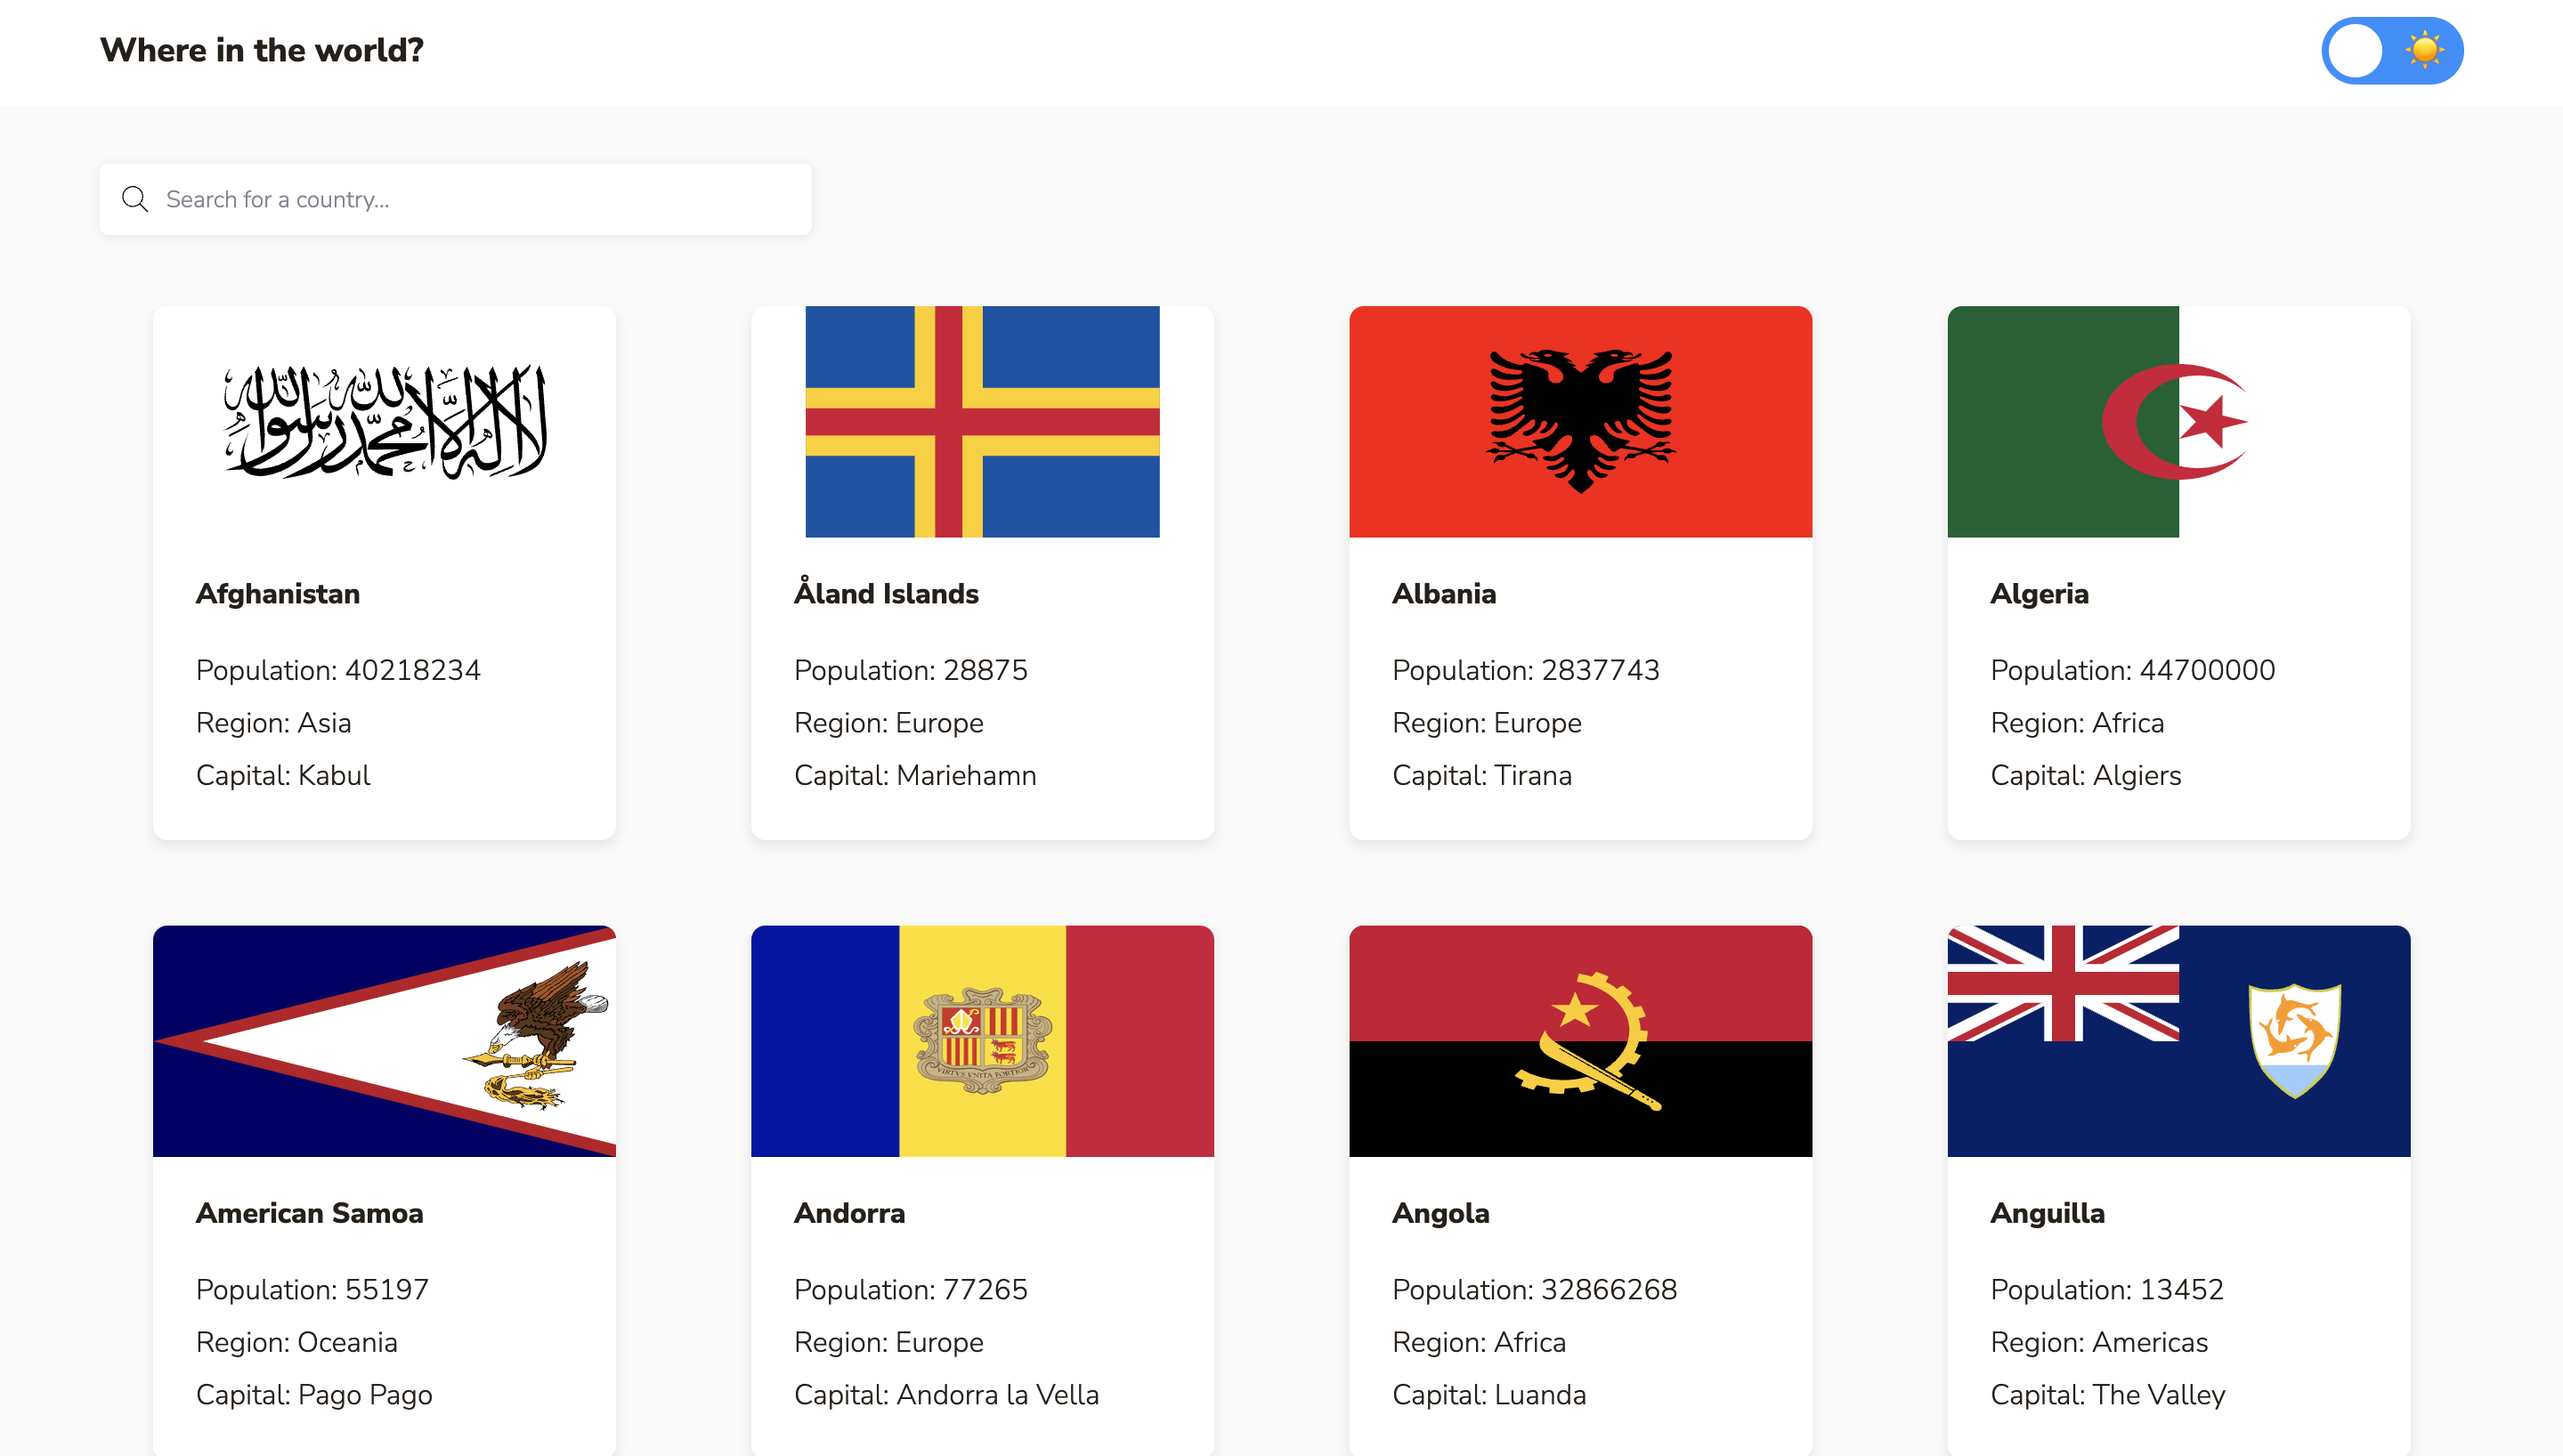 Where in the world?
Search for a country...
لا إله إلا الله محمد رسول الله
Afghanistan
Population: 40218234
Region: Asia
Capital: Kabul
Åland Islands
Population: 28875
Region: Europe
Capital: Mariehamn
Albania
Population: 2837743
Region: Europe
Capital: Tirana
Algeria
Population: 44700000
Region: Africa
Capital: Algiers
American Samoa
Population: 55197
Region: Oceania
Capital: Pago Pago
VIRTVS VNITA FORTIOR
Andorra
Population: 77265
Region: Europe
Capital: Andorra la Vella
Angola
Population: 32866268
Region: Africa
Capital: Luanda
Anguilla
Population: 13452
Region: Americas
Capital: The Valley